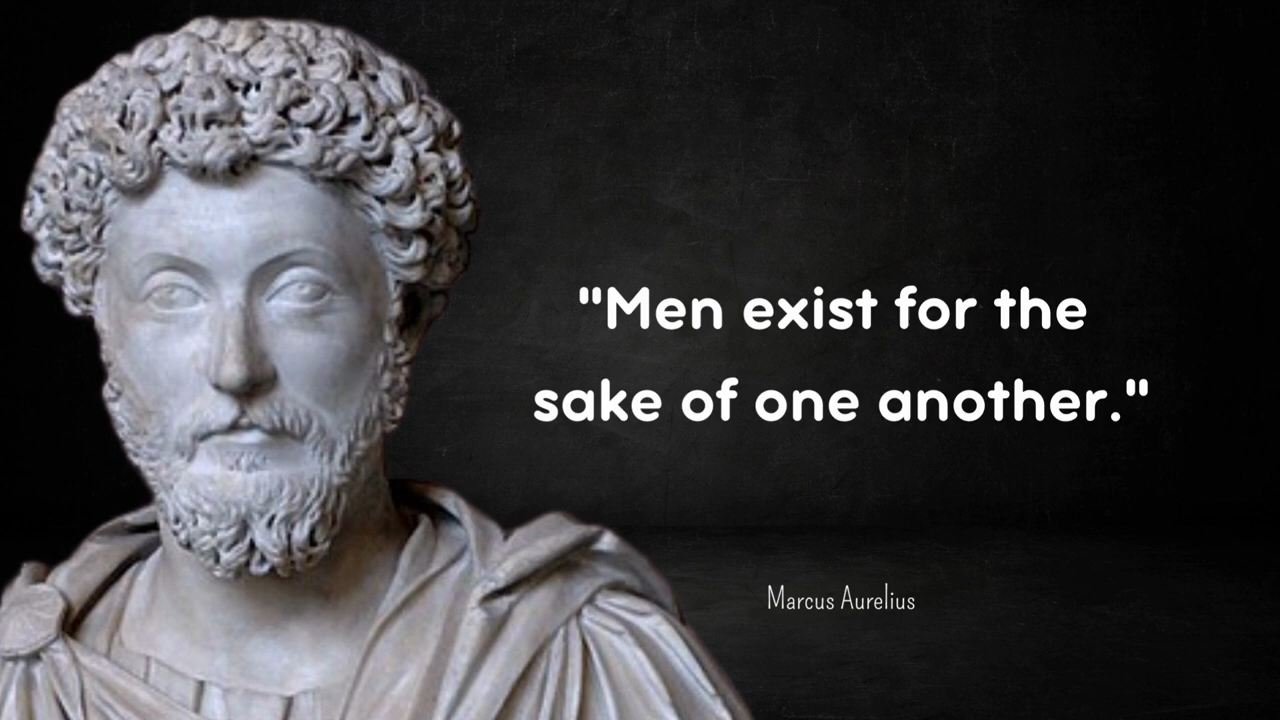 "Men exist for the
sake of one another."
Marcus Aurelius